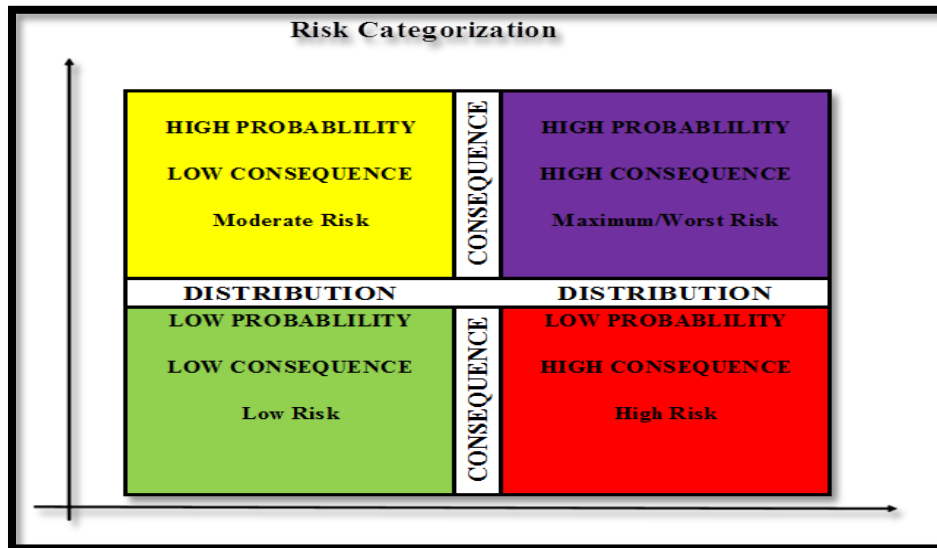 Risk Categorization
HIGH PROBABLILITY
LOW CONSEQUENCE
Moderate Risk
CONSEQUENCE
HIGH PROBABLILITY
HIGH CONSEQUENCE
Maximum/Worst Risk
DISTRIBUTION
DISTRIBUTION
LOW PROBABLILITY
LOW CONSEQUENCE
Low Risk
CONSEQUENCE
LOW PROBABLILITY
HIGH CONSEQUENCE
High Risk